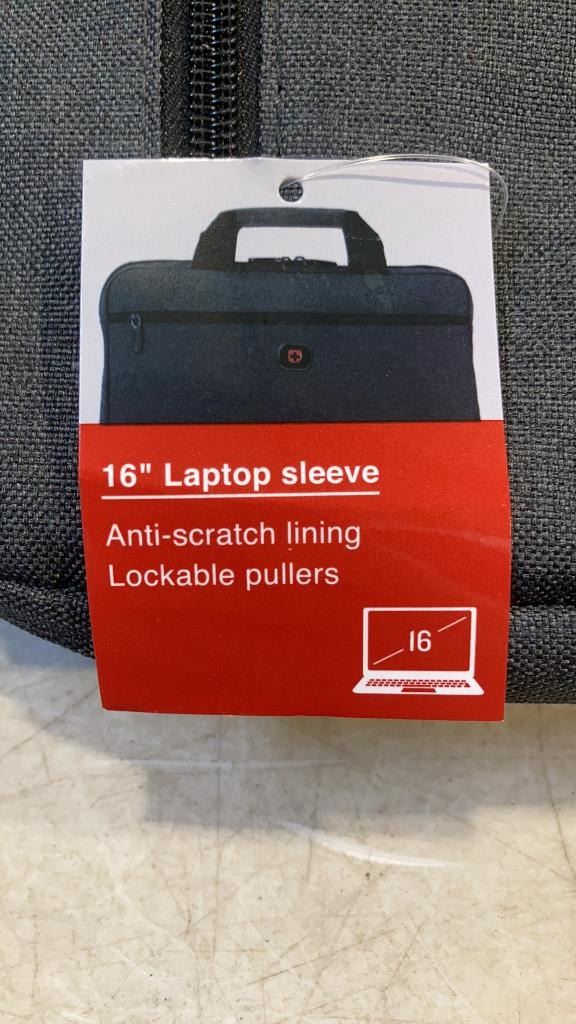 16" Laptop sleeve
Anti-scratch lining
Lockable pullers
16